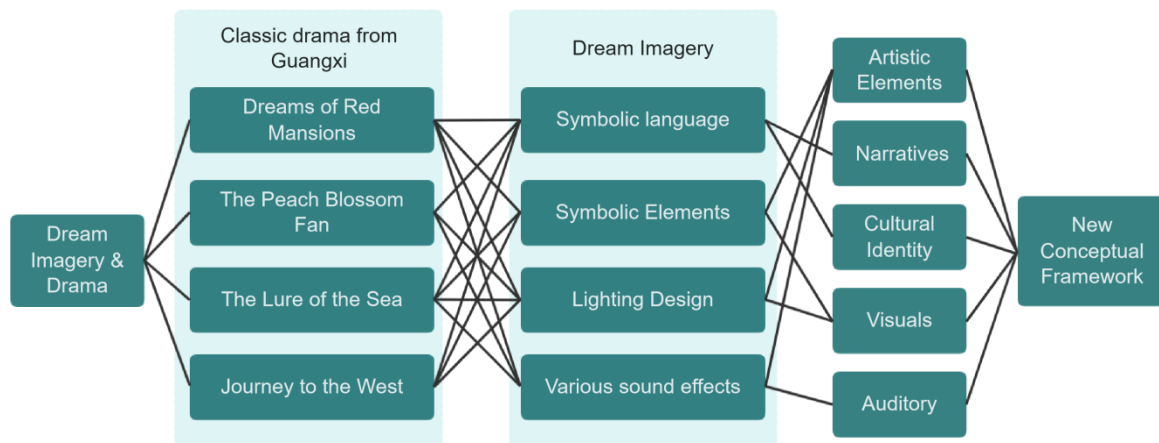 Dream
Imagery &
Drama
Classic drama from
Guangxi
Dreams of Red
Mansions
The Peach Blossom
Fan
The Lure of the Sea
Journey to the West
Dream Imagery
Symbolic language
Symbolic Elements
Lighting Design
Various sound effects
Artistic
Elements
Narratives
Cultural
Identity
Visuals
Auditory
New
Conceptual
Framework